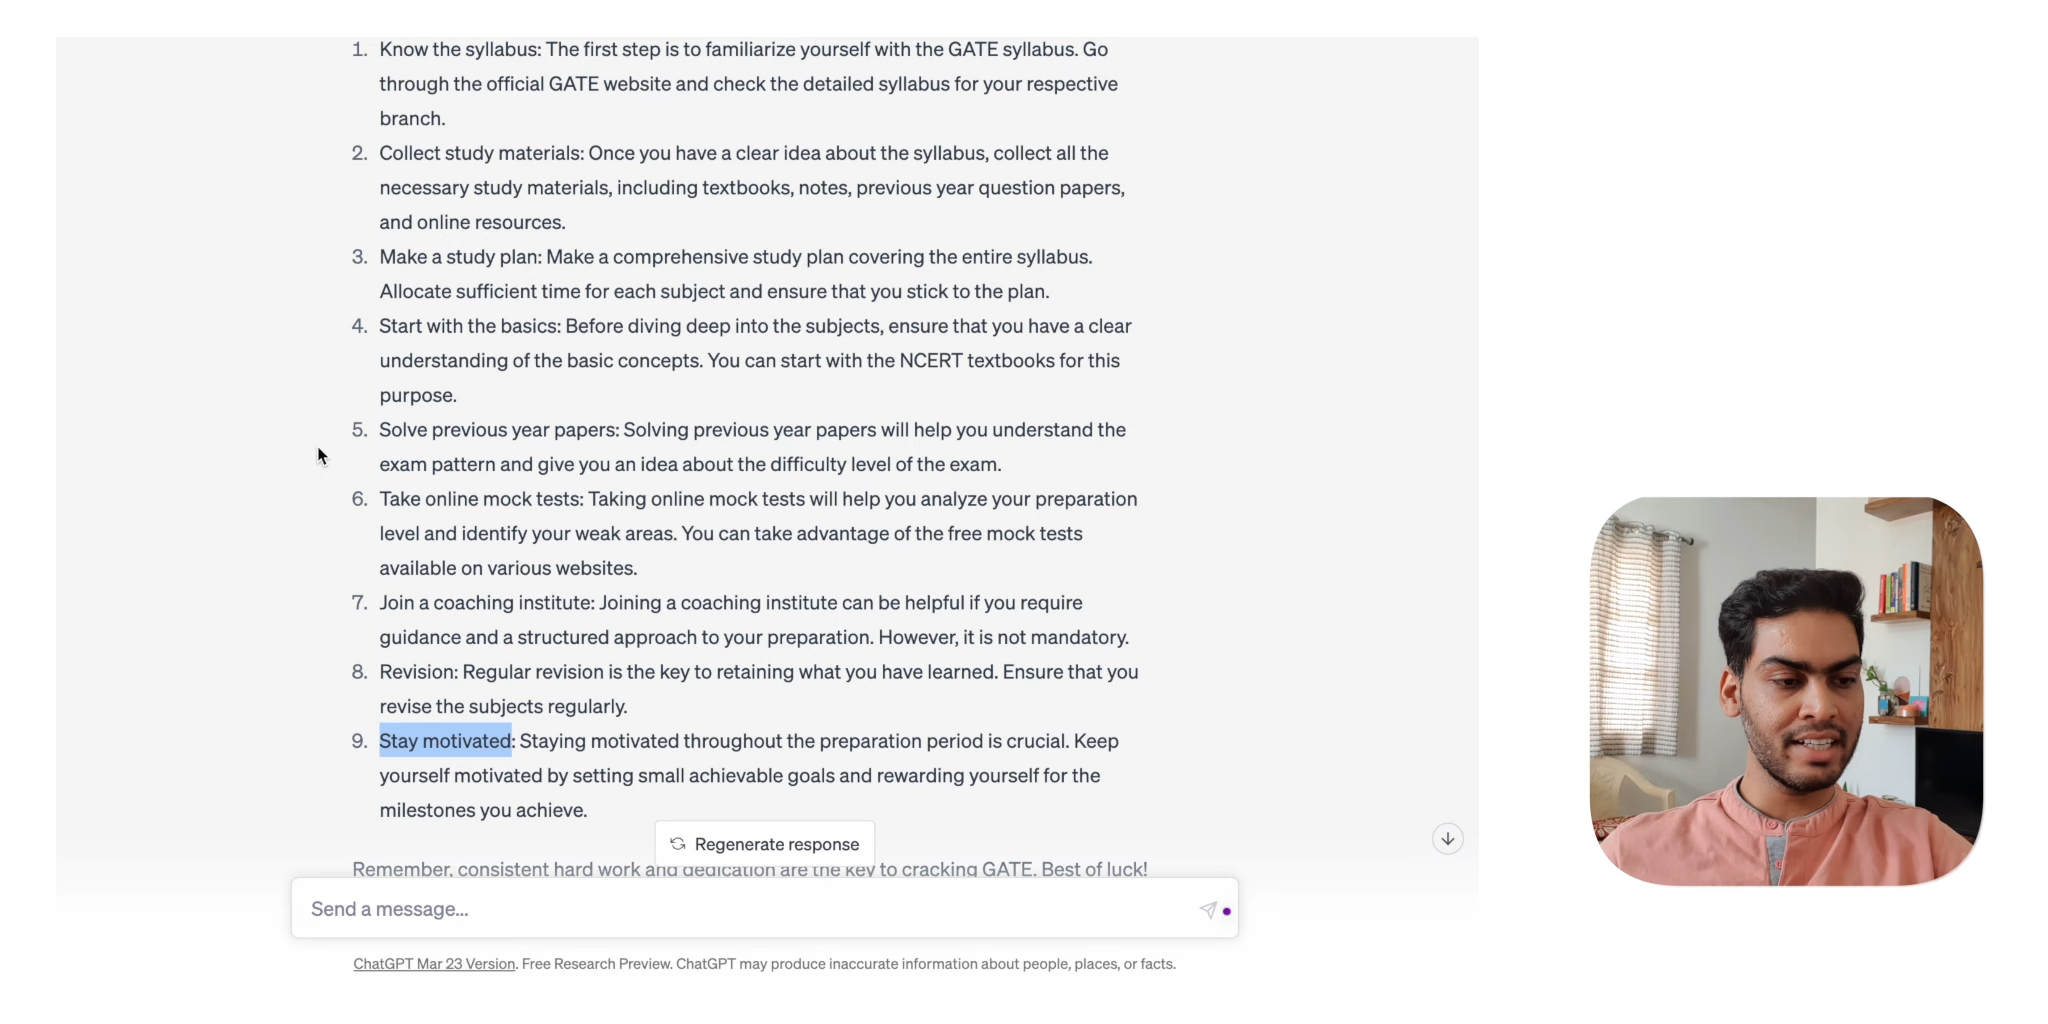 1. Know the syllabus: The first step is to familiarize yourself with the GATE syllabus. Go
through the official GATE website and check the detailed syllabus for your respective
branch.
2. Collect study materials: Once you have a clear idea about the syllabus, collect all the
necessary study materials, including textbooks, notes, previous year question papers,
and online resources.
3. Make a study plan: Make a comprehensive study plan covering the entire syllabus.
Allocate sufficient time for each subject and ensure that you stick to the plan.
4. Start with the basics: Before diving deep into the subjects, ensure that you have a clear
understanding of the basic concepts. You can start with the NCERT textbooks for this
purpose.
5. Solve previous year papers: Solving previous year papers will help you understand the
exam pattern and give you an idea about the difficulty level of the exam.
6. Take online mock tests: Taking online mock tests will help you analyze your preparation
level and identify your weak areas. You can take advantage of the free mock tests
available on various websites.
7. Join a coaching institute: Joining a coaching institute can be helpful if you require
guidance and a structured approach to your preparation. However, it is not mandatory.
8. Revision: Regular revision is the key to retaining what you have learned. Ensure that you
revise the subjects regularly.
9. Stay motivated: Staying motivated throughout the preparation period is crucial. Keep
yourself motivated by setting small achievable goals and rewarding yourself for the
milestones you achieve.
Regenerate response
Remember, consistent hard work and dedication are the key to cracking GATE. Best of luck!
Send a message...
ChatGPT Mar 23 Version. Free Research Preview. ChatGPT may produce inaccurate information about people, places, or facts.